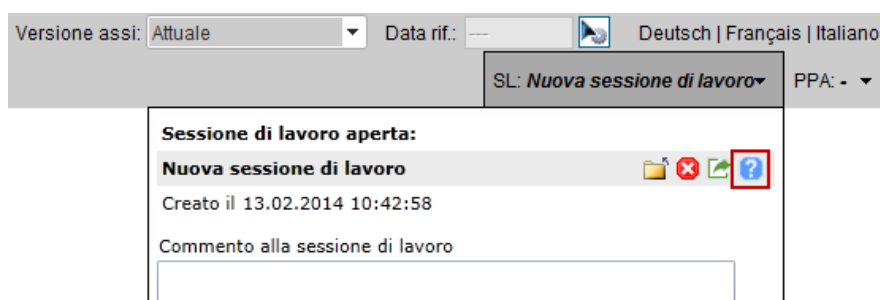 Versione assi: Attuale Data rif.: --- Deutsch | Français | Italiano
SL: Nuova sessione di lavoro PPA: -
Sessione di lavoro aperta:
Nuova sessione di lavoro
Creato il 13.02.2014 10:42:58
Commento alla sessione di lavoro